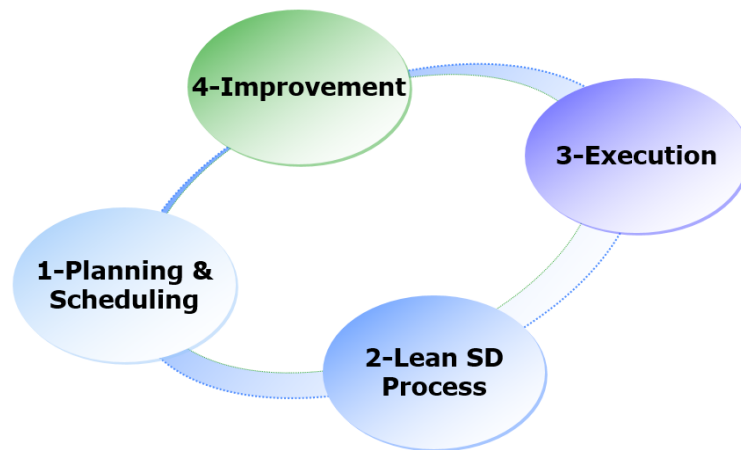 4-Improvement
3-Execution
1-Planning &
Scheduling
2-Lean SD
Process